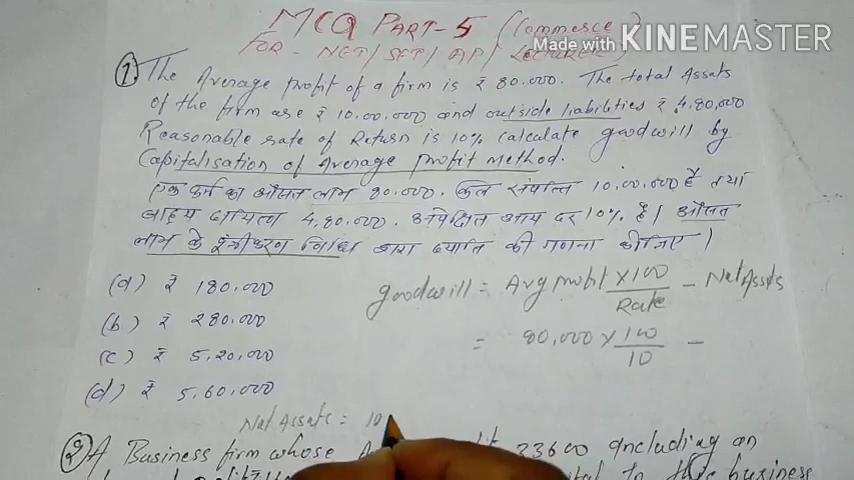 MCQ PART-5 (Commerce)
FOR - NET/SET/AP/
Made with KINEMASTER
1. The Average profit of a firm is ₹ 80.000. The total Assets
of the firm are ₹ 10.00.000 and outside liabilities ₹ 4.80,000
Reasonable rate of Return is 10% Calculate goodwill by
Capitalisation of Average profit method.
एक फर्म का औसत लाभ 80.000. कुल संपत्ति 10.00.000 है तथा
बाह्य दायित्व 4,80.000. अपेक्षित आय दर 10% है। औसत
लाभ के पूंजीकरण विधि द्वारा ख्याति की गणना कीजिए।
(a) ₹ 180.000
(b) ₹ 280.000
(c) ₹ 5,20,000
(d) ₹ 5,60,000
goodwill = Avg profit × 100 / Rate - Net Assets
= 80,000 × 100 / 10 -
Net Assets = 10
2. A Business firm whose 33600 including an
business